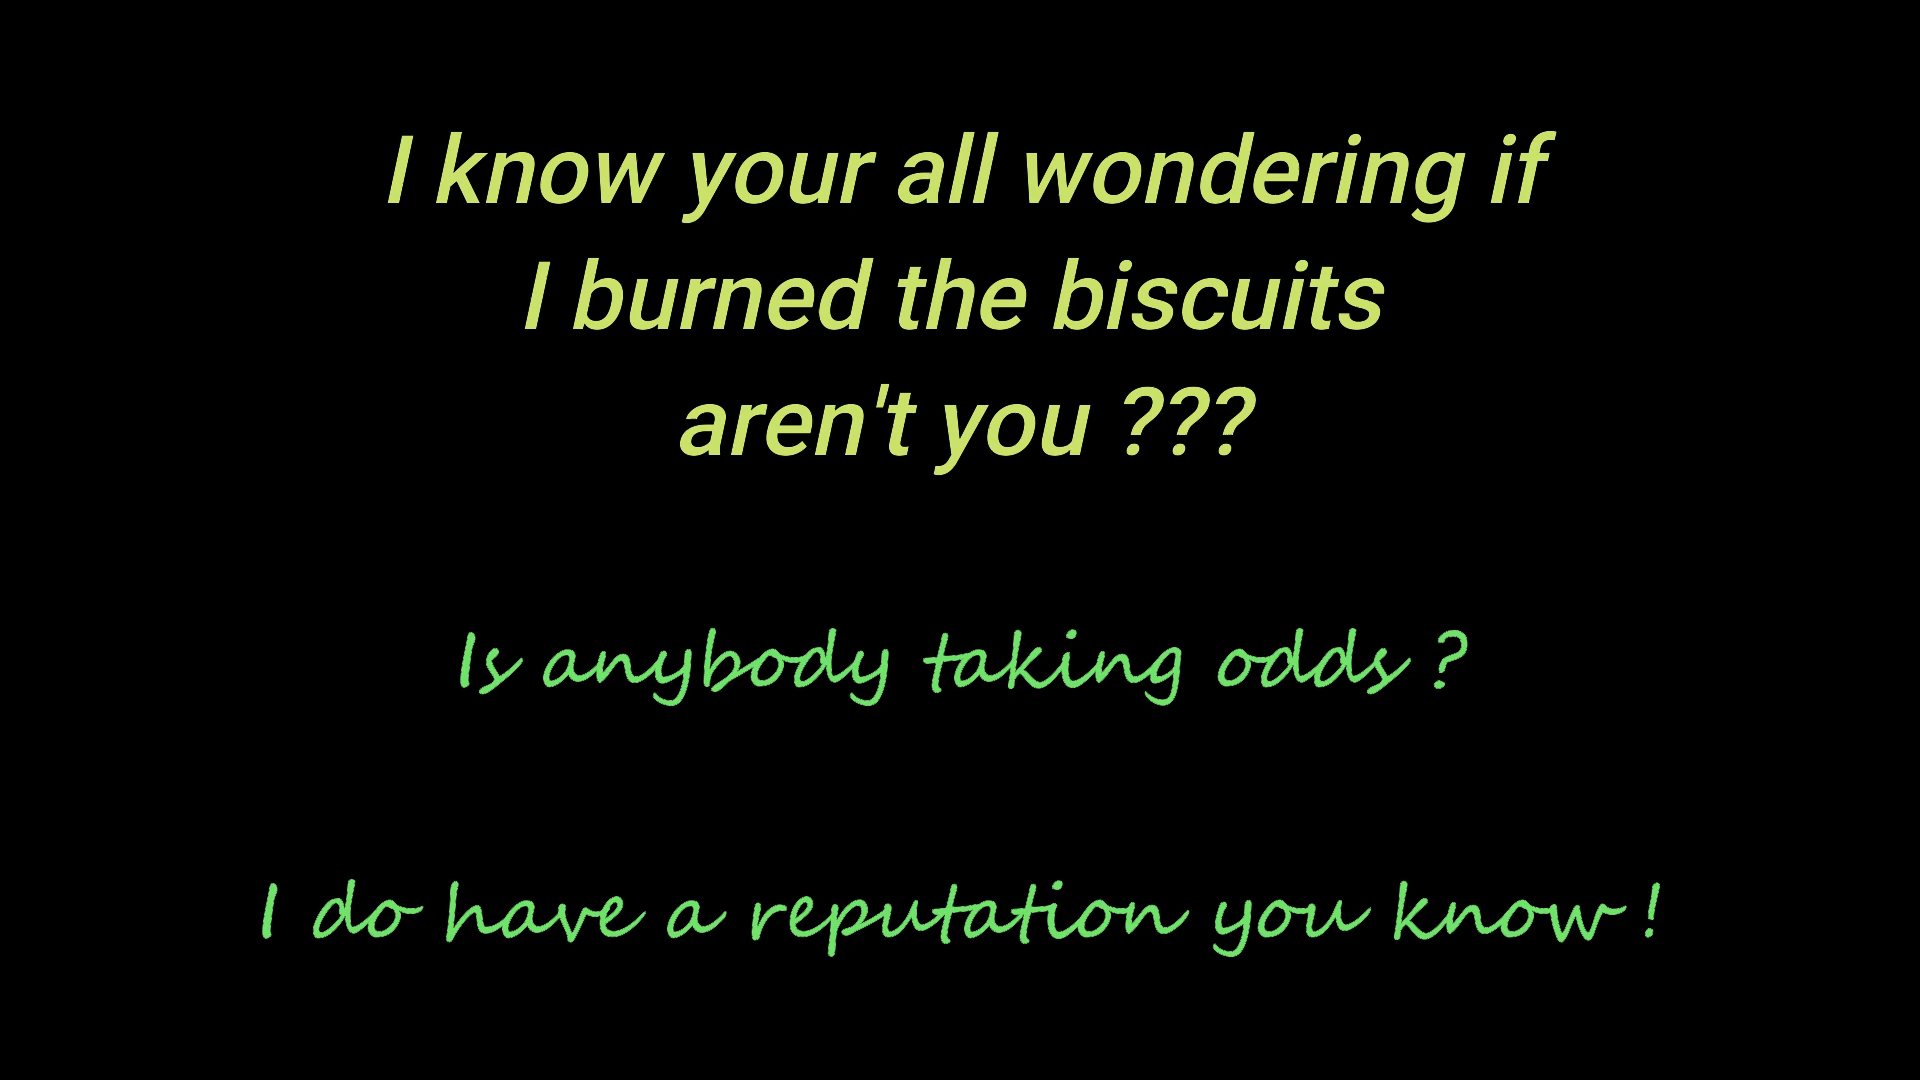 I know your all wondering if
I burned the biscuits
aren't you ???
Is anybody taking odds ?
I do have a reputation you know !